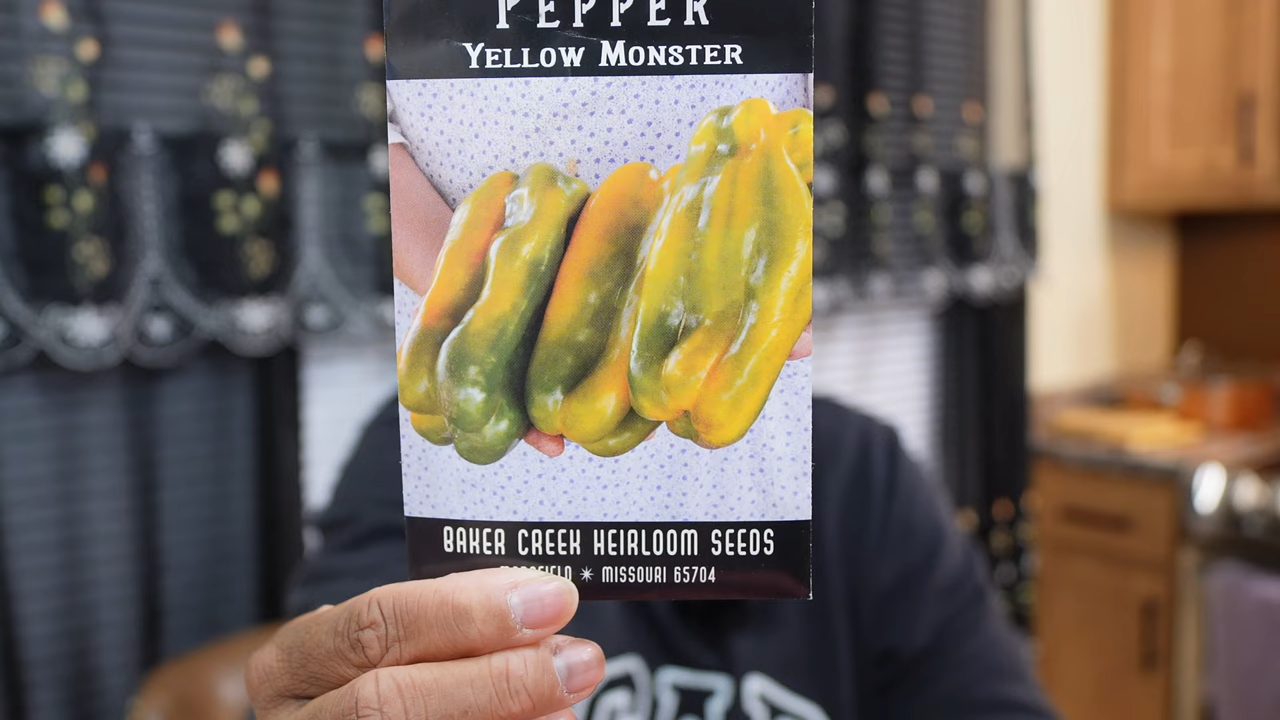 PEPPER
YELLOW MONSTER
BAKER CREEK HEIRLOOM SEEDS
✴ MISSOURI 65704